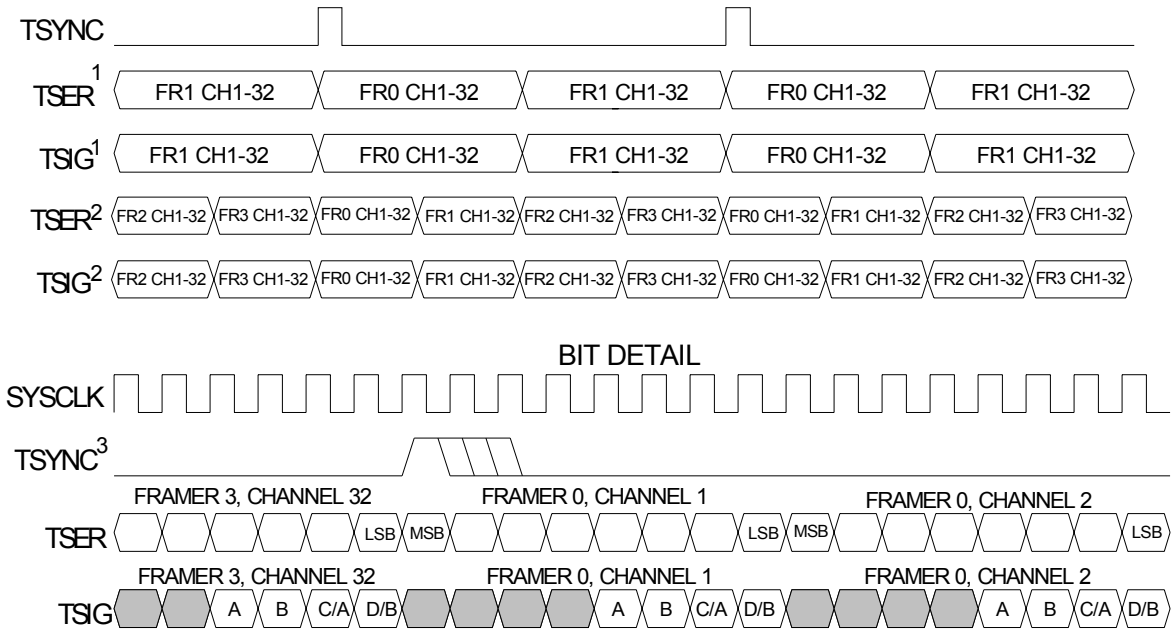 TSYNC
TSER1 FR1 CH1-32 FR0 CH1-32 FR1 CH1-32 FR0 CH1-32 FR1 CH1-32
TSIG1 FR1 CH1-32 FR0 CH1-32 FR1 CH1-32 FR0 CH1-32 FR1 CH1-32
TSER2 FR2 CH1-32 FR3 CH1-32 FR0 CH1-32 FR1 CH1-32 FR2 CH1-32 FR3 CH1-32 FR0 CH1-32 FR1 CH1-32 FR2 CH1-32 FR3 CH1-32
TSIG2 FR2 CH1-32 FR3 CH1-32 FR0 CH1-32 FR1 CH1-32 FR2 CH1-32 FR3 CH1-32 FR0 CH1-32 FR1 CH1-32 FR2 CH1-32 FR3 CH1-32
BIT DETAIL
SYSCLK
TSYNC3
FRAMER 3, CHANNEL 32 FRAMER 0, CHANNEL 1 FRAMER 0, CHANNEL 2
TSER LSB MSB LSB MSB LSB
FRAMER 3, CHANNEL 32 FRAMER 0, CHANNEL 1 FRAMER 0, CHANNEL 2
TSIG A B C/A D/B A B C/A D/B A B C/A D/B